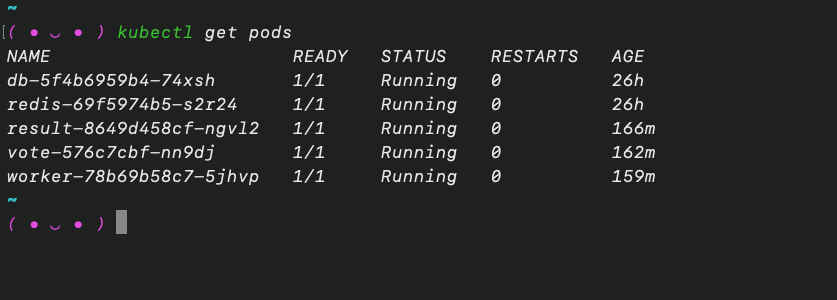 ~
( • ◡ • ) kubectl get pods
NAME                       READY   STATUS    RESTARTS   AGE
db-5f4b6959b4-74xsh        1/1     Running   0          26h
redis-69f5974b5-s2r24      1/1     Running   0          26h
result-8649d458cf-ngvl2    1/1     Running   0          166m
vote-576c7cbf-nn9dj        1/1     Running   0          162m
worker-78b69b58c7-5jhvp    1/1     Running   0          159m
~
( • ◡ • )